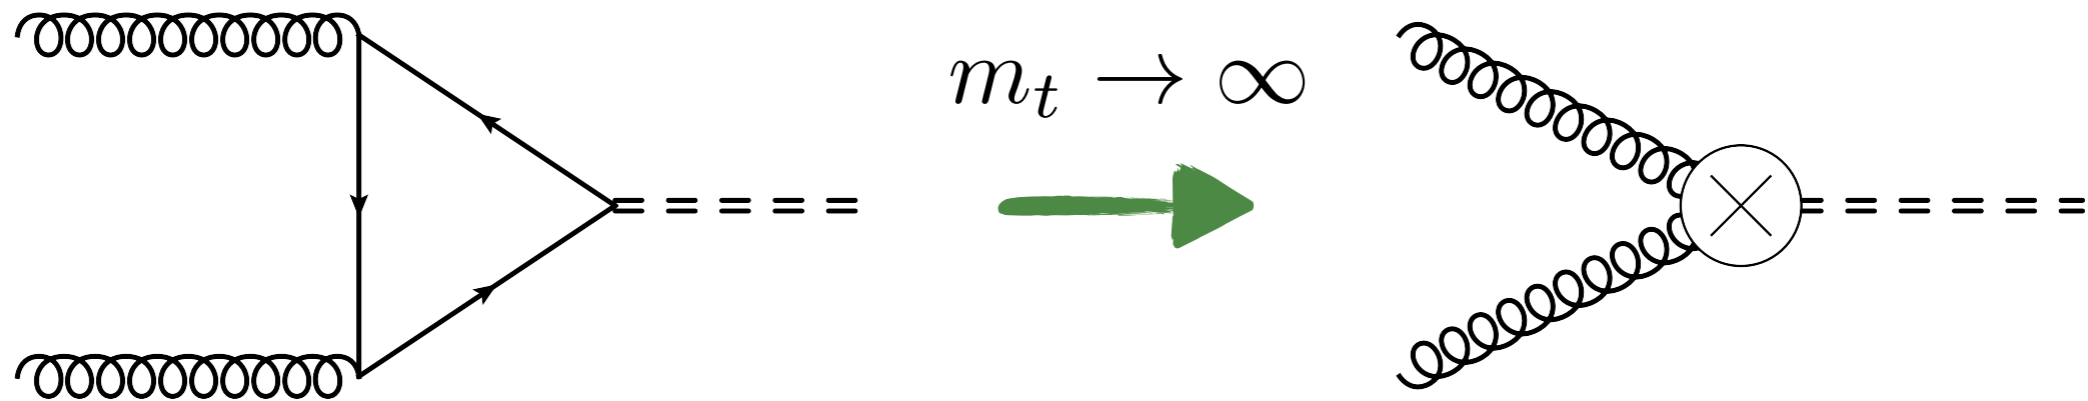 m_t → ∞